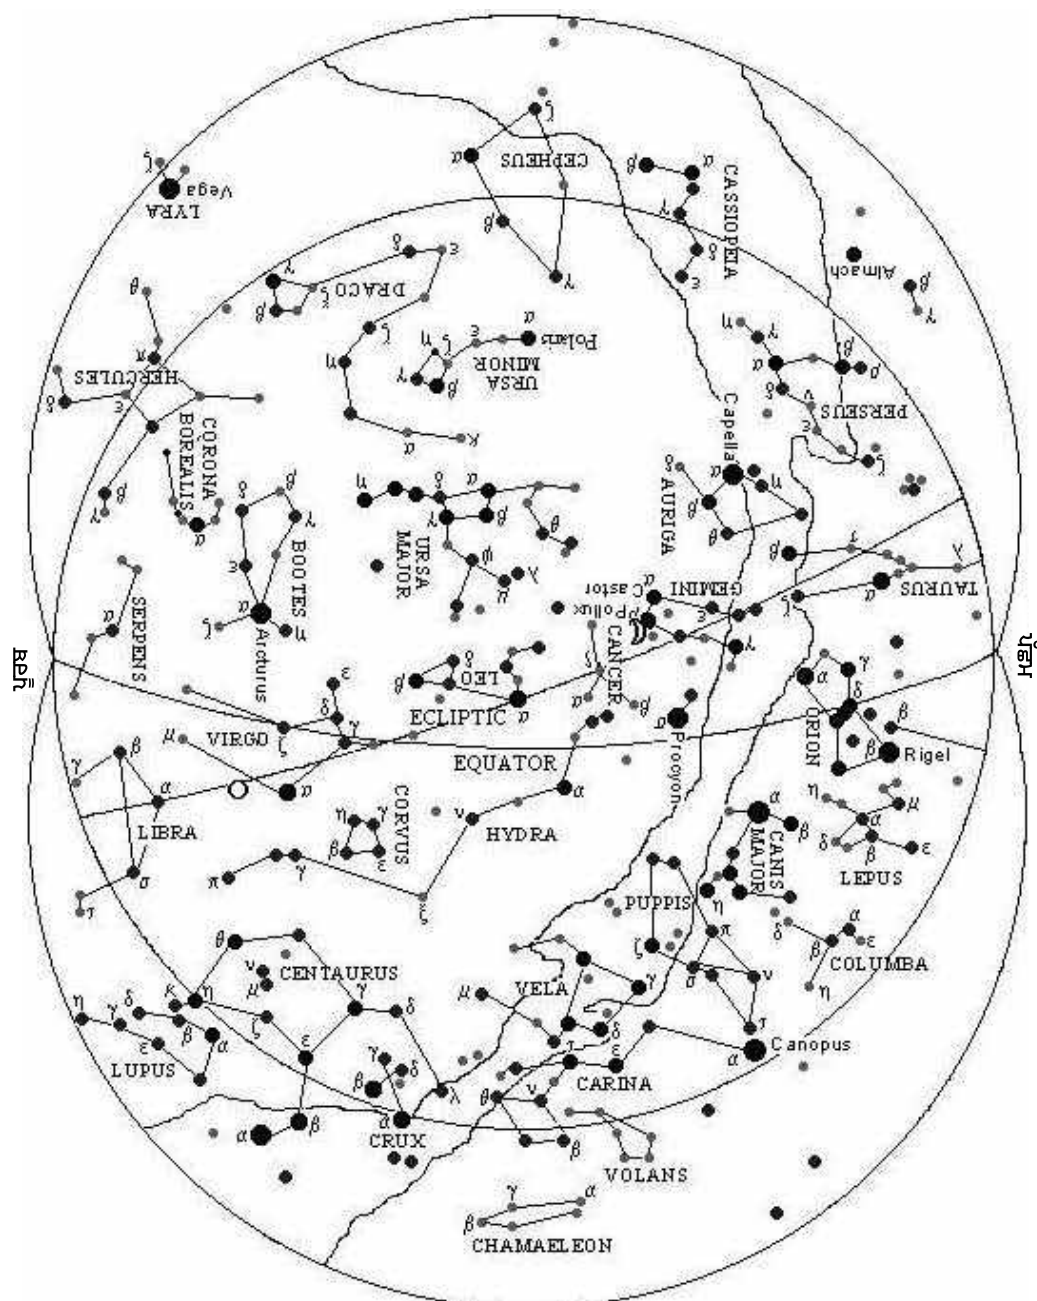 ζ
α
CEPHEUS
β
γ
β
α
CASSIOPEIA
γ
δ
ε
ζ
Vega
LYRA
Almach
β
γ
δ
ε
γ
ξ
DRACO
β
ζ
η
α
κ
θ
π
HERCULES
δ
ε
β
γ
α
Polaris
ε
ζ
η
URSA
MINOR
γ
β
η
γ
α
β
ρ
δ
ν
PERSEUS
ε
ζ
CORONA
BOREALIS
α
δ
β
γ
BOOTES
ε
α
ζ
η
Arcturus
η
δ
α
γ
β
URSA
MAJOR
θ
ψ
λ
μ
Capella
α
δ
AURIGA
η
β
θ
β
τ
λ
TAURUS
α
ζ
SERPENS
α
α
Castor
GEMINI
ε
β
Pollux
γ
CANCER
δ
α
β
δ
LEO
β
α
ECLIPTIC
ε
δ
γ
VIRGO
ζ
μ
α
EQUATOR
α
Procyon
α
γ
δ
ORION
β
β
Rigel
γ
β
α
LIBRA
σ
τ
CORVUS
η
γ
β
ε
ν
HYDRA
α
π
γ
ξ
α
CANIS
MAJOR
β
η
η
μ
α
δ
β
ε
LEPUS
PUPPIS
ζ
π
σ
ν
τ
δ
α
β
ε
COLUMBA
η
θ
ν
CENTAURUS
μ
κ
η
ζ
γ
ε
λ
β
α
η
γ
δ
β
α
ε
LUPUS
γ
δ
β
α
CRUX
μ
VELA
γ
δ
CARINA
ε
ν
θ
β
α
Canopus
VOLANS
γ
α
β
CHAMAELEON